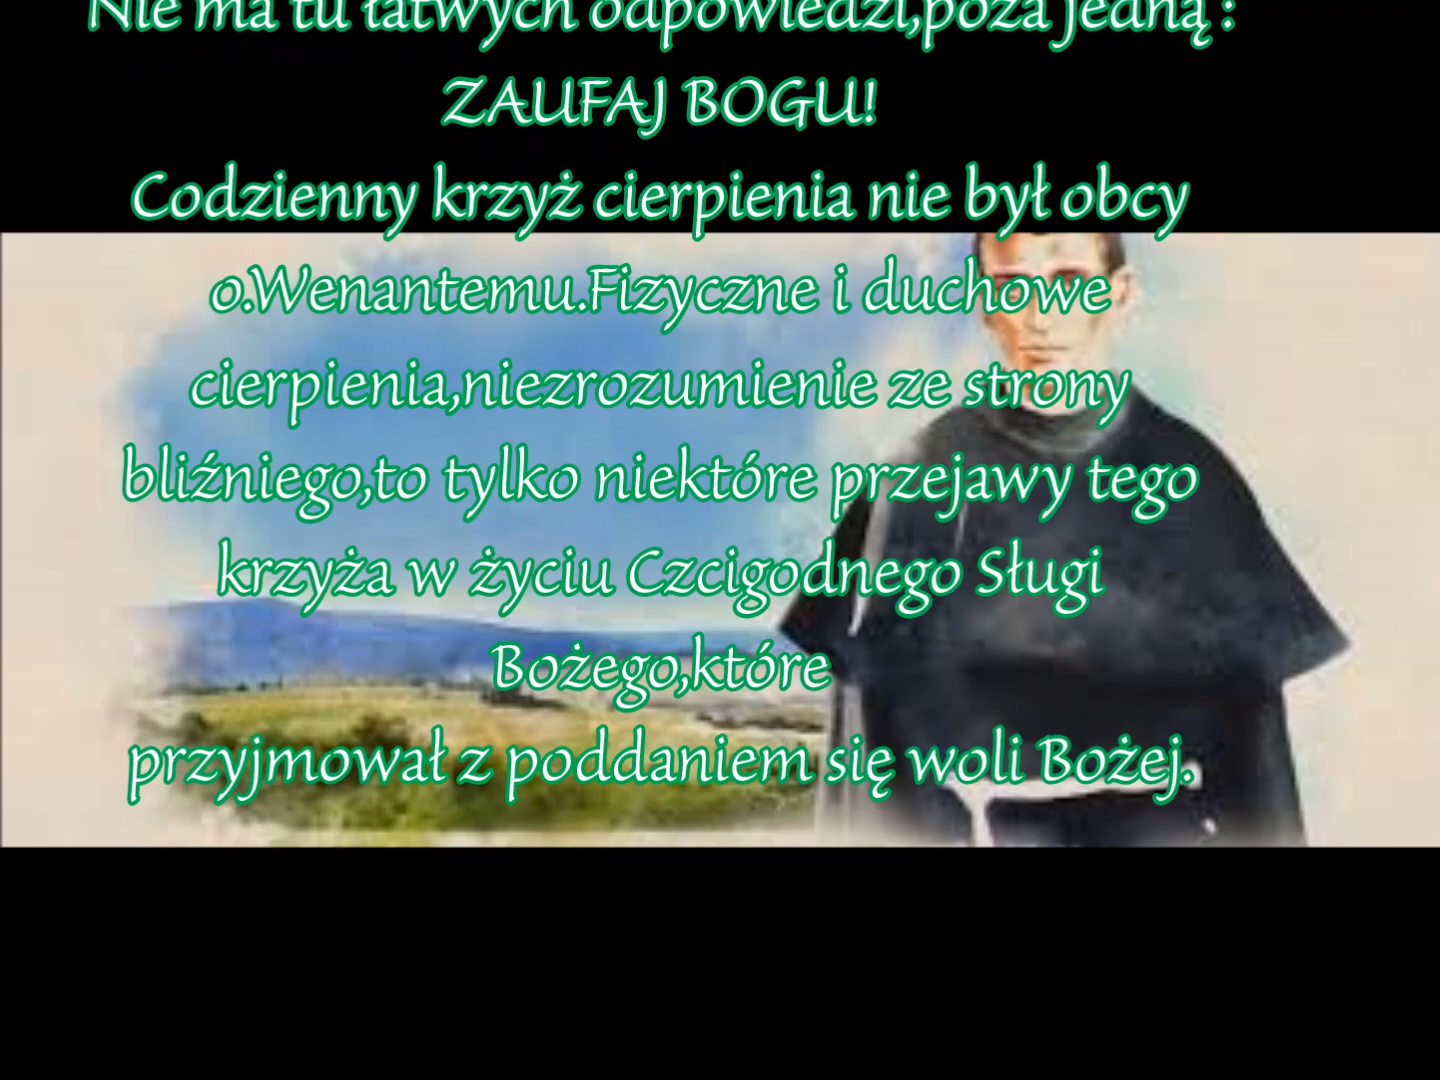 Nie ma tu łatwych odpowiedzi,poza jedną :
ZAUFAJ BOGU!
Codzienny krzyż cierpienia nie był obcy
o.Wenantemu.Fizyczne i duchowe
cierpienia,niezrozumienie ze strony
bliźniego,to tylko niektóre przejawy tego
krzyża w życiu Czcigodnego Sługi
Bożego,które
przyjmował z poddaniem się woli Bożej.